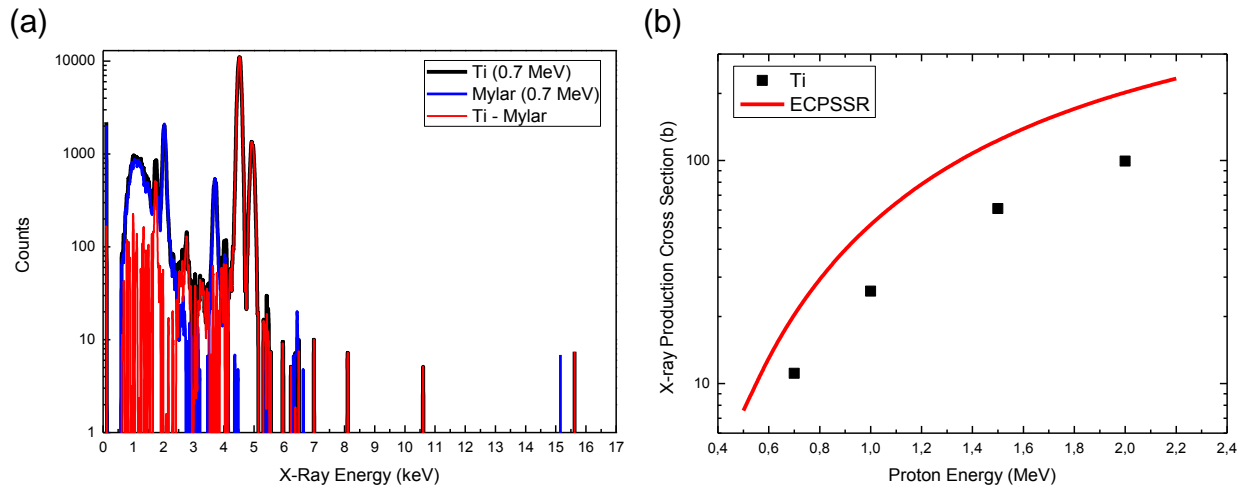 (a)
10000
1000
100
10
1
Counts
Ti (0.7 MeV)
Mylar (0.7 MeV)
Ti - Mylar
0 1 2 3 4 5 6 7 8 9 10 11 12 13 14 15 16 17
X-Ray Energy (keV)
(b)
100
10
X-ray Production Cross Section (b)
Ti
ECPSSR
0,4 0,6 0,8 1,0 1,2 1,4 1,6 1,8 2,0 2,2 2,4
Proton Energy (MeV)